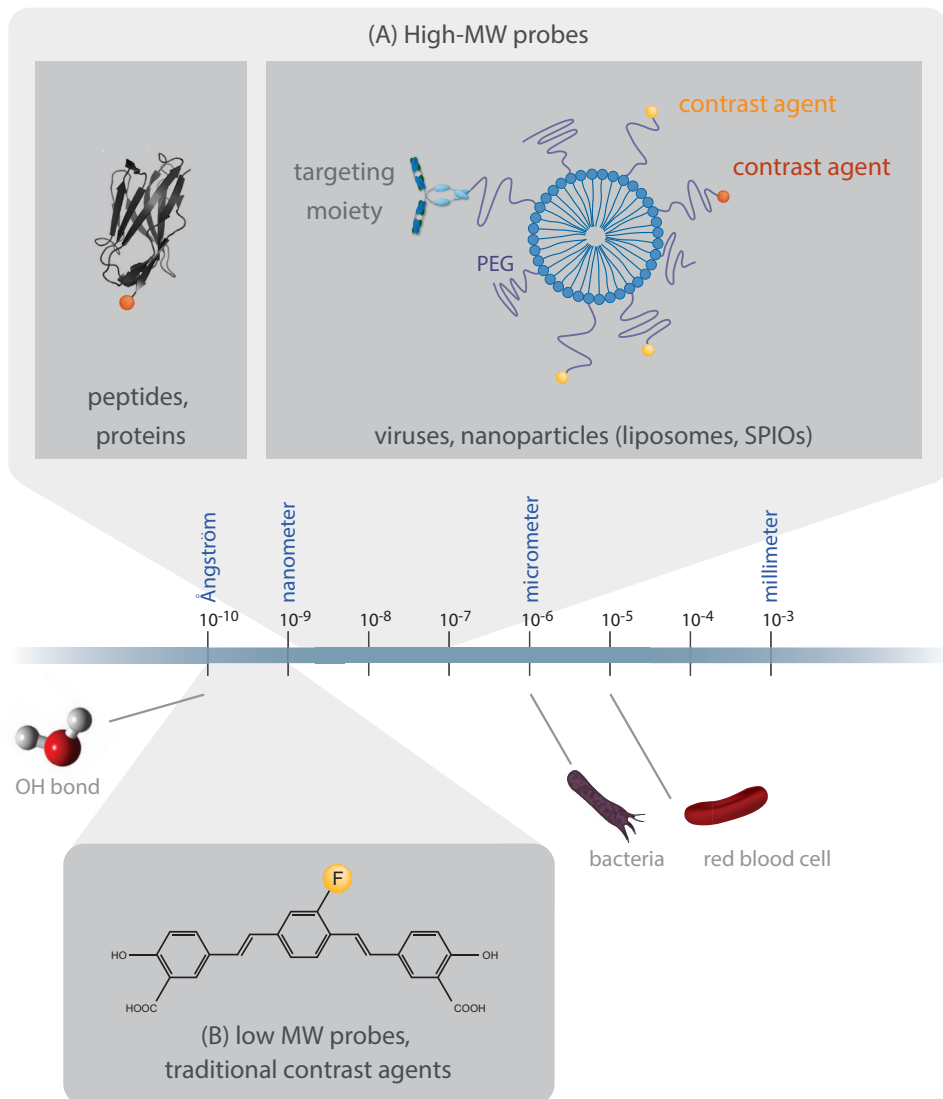 (A) High-MW probes
contrast agent
contrast agent
targeting
moiety
PEG
peptides,
proteins
viruses, nanoparticles (liposomes, SPIOs)
Ångström
nanometer
micrometer
millimeter
10-10
10-9
10-8
10-7
10-6
10-5
10-4
10-3
OH bond
bacteria
red blood cell
F
HO
OH
HOOC
COOH
(B) low MW probes,
traditional contrast agents